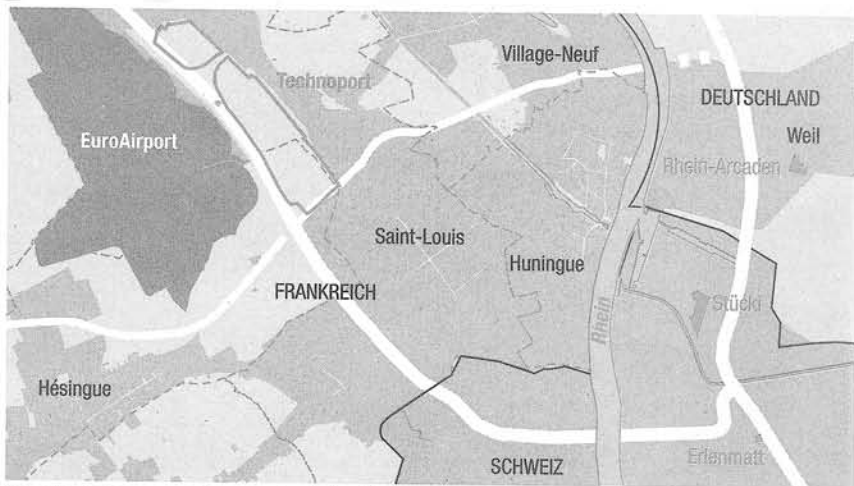 Village-Neuf
Technoport
DEUTSCHLAND
EuroAirport
Weil
Rhein-Arcaden
Saint-Louis
Huningue
FRANKREICH
Stücki
Rhein
Hésingue
Erlenmatt
SCHWEIZ